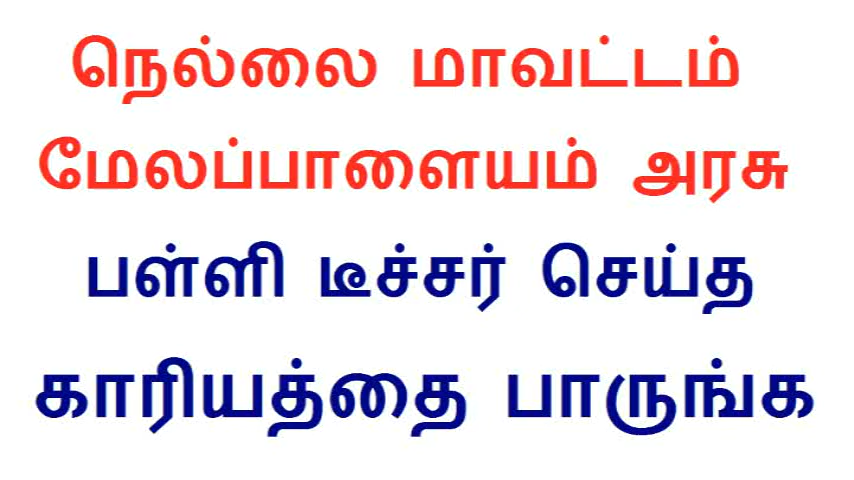 நெல்லை மாவட்டம்
மேலப்பாளையம் அரசு
பள்ளி டீச்சர் செய்த
காரியத்தை பாருங்க